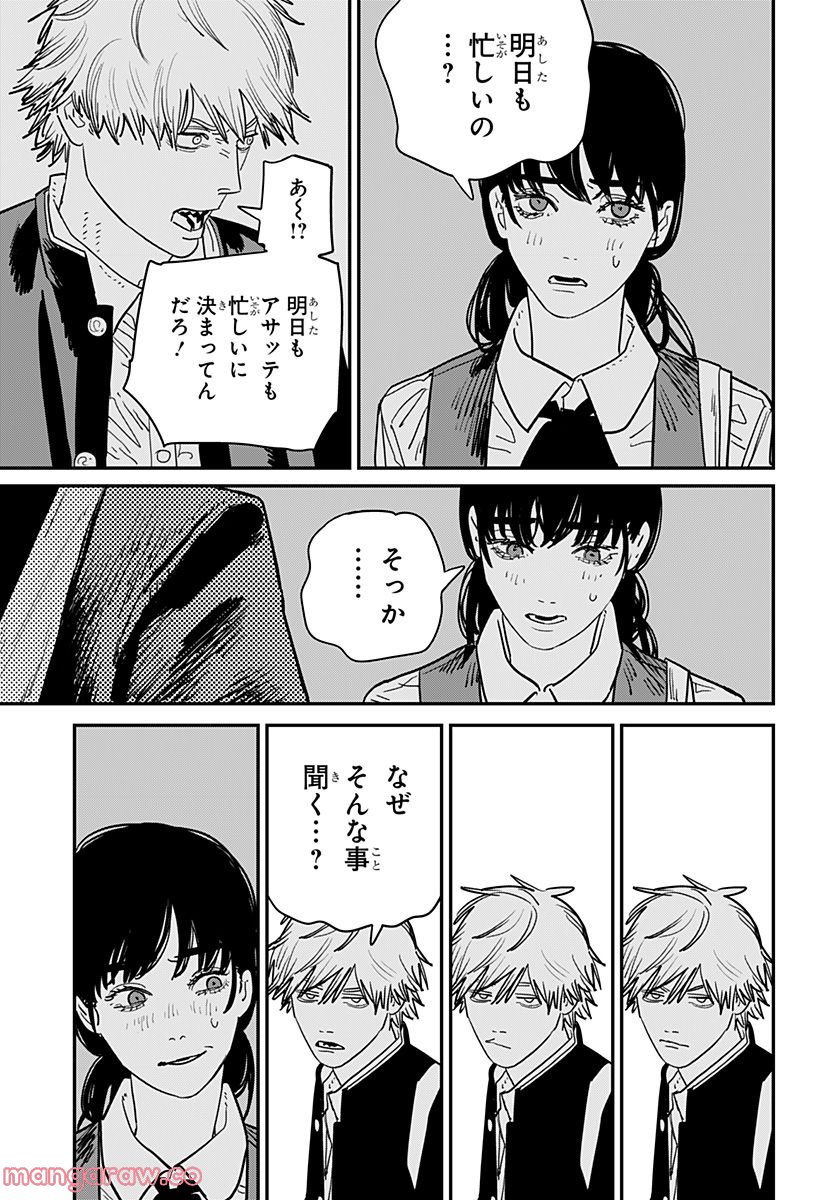 明日も
忙しいの
…?
あ〜!?
明日も
アサッテも
忙しいに
決まってん
だろ!
そっか
……
なぜ
そんな事
聞く…?
mangaraw.co